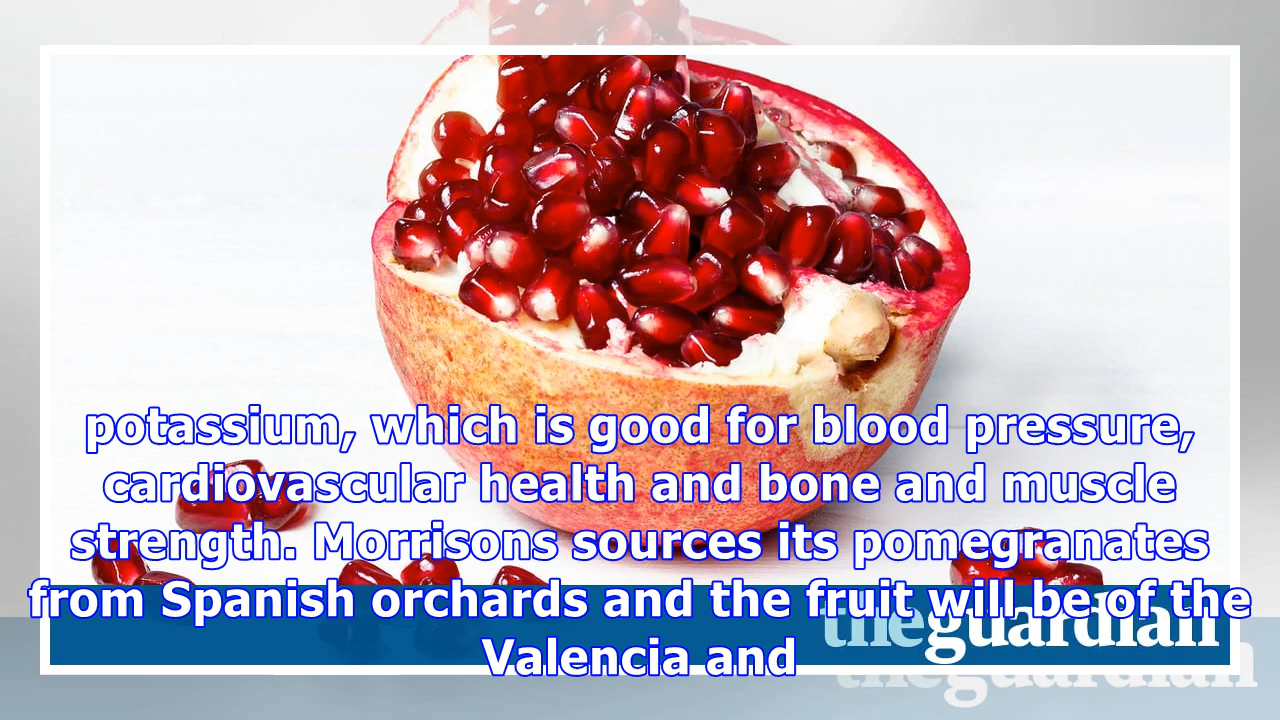 potassium, which is good for blood pressure,
cardiovascular health and bone and muscle
strength. Morrisons sources its pomegranates
from Spanish orchards and the fruit will be of the
Valencia and
theguardian
theguardian